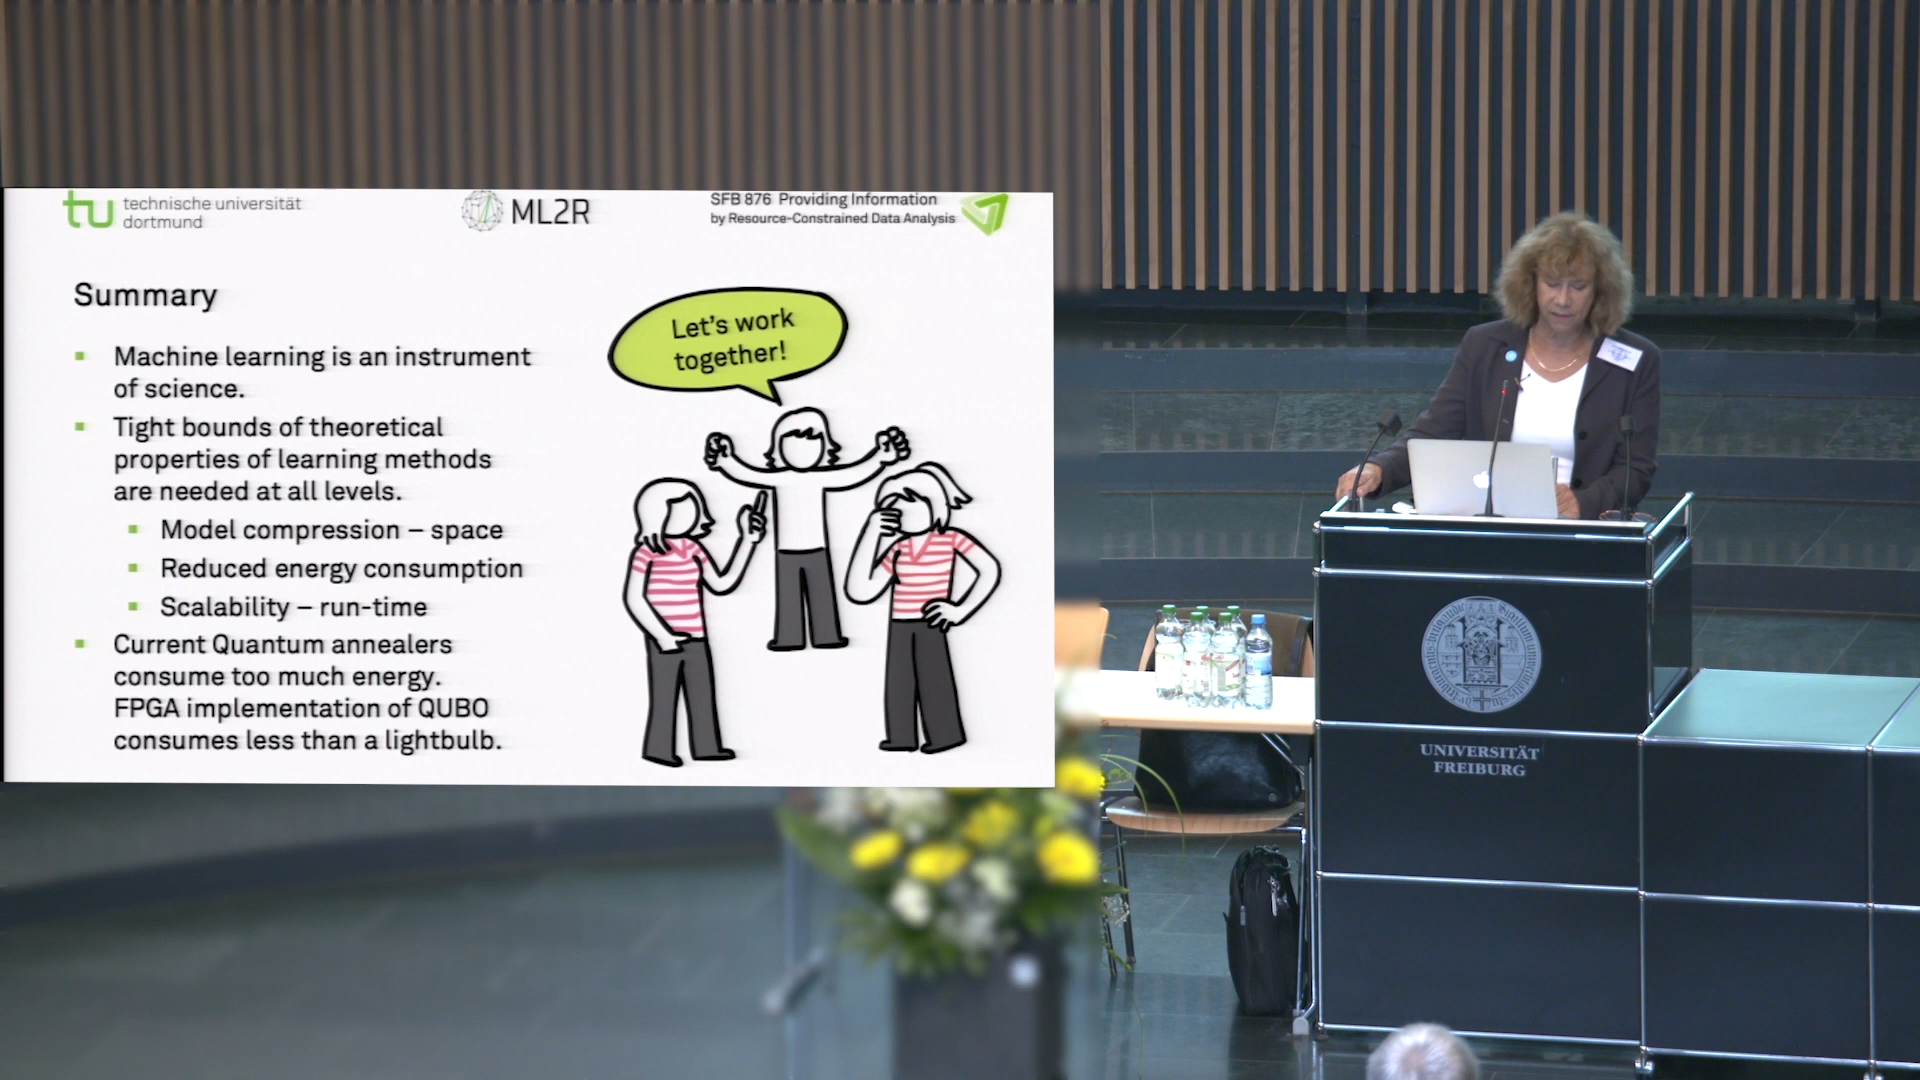 tu technische universität
dortmund
ML2R
SFB 876 Providing Information
by Resource-Constrained Data Analysis
Summary
Let's work
together!
Machine learning is an instrument
of science.
Tight bounds of theoretical
properties of learning methods
are needed at all levels.
Model compression – space
Reduced energy consumption
Scalability – run-time
Current Quantum annealers
consume too much energy.
FPGA implementation of QUBO
consumes less than a lightbulb.
UNIVERSITÄT
FREIBURG